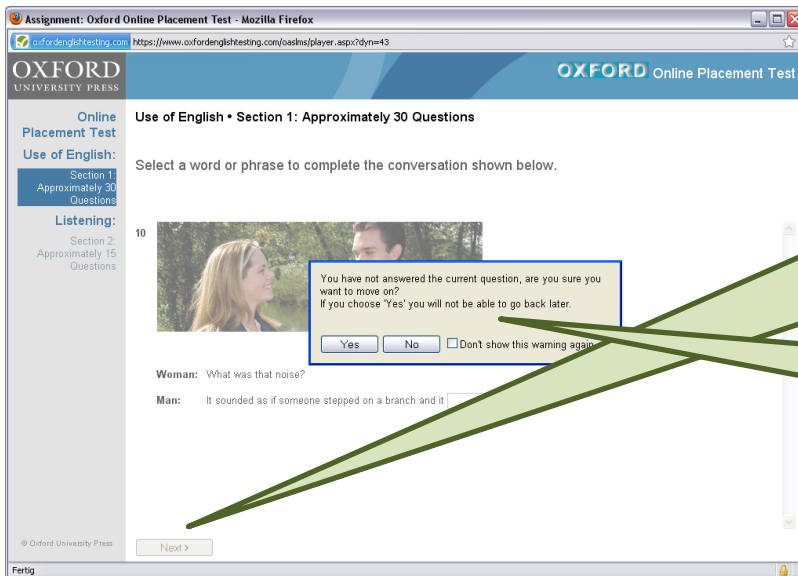 Assignment: Oxford Online Placement Test - Mozilla Firefox
oxfordenglishtesting.com https://www.oxfordenglishtesting.com/oaslms/player.aspx?dyn=43
OXFORD
UNIVERSITY PRESS
OXFORD Online Placement Test
Online
Placement Test
Use of English:
Section 1:
Approximately 30
Questions
Listening:
Section 2:
Approximately 15
Questions
Use of English • Section 1: Approximately 30 Questions
Select a word or phrase to complete the conversation shown below.
10
You have not answered the current question, are you sure you
want to move on?
If you choose 'Yes' you will not be able to go back later.
Yes No Don't show this warning again
Woman: What was that noise?
Man: It sounded as if someone stepped on a branch and it
© Oxford University Press
Next >
Fertig